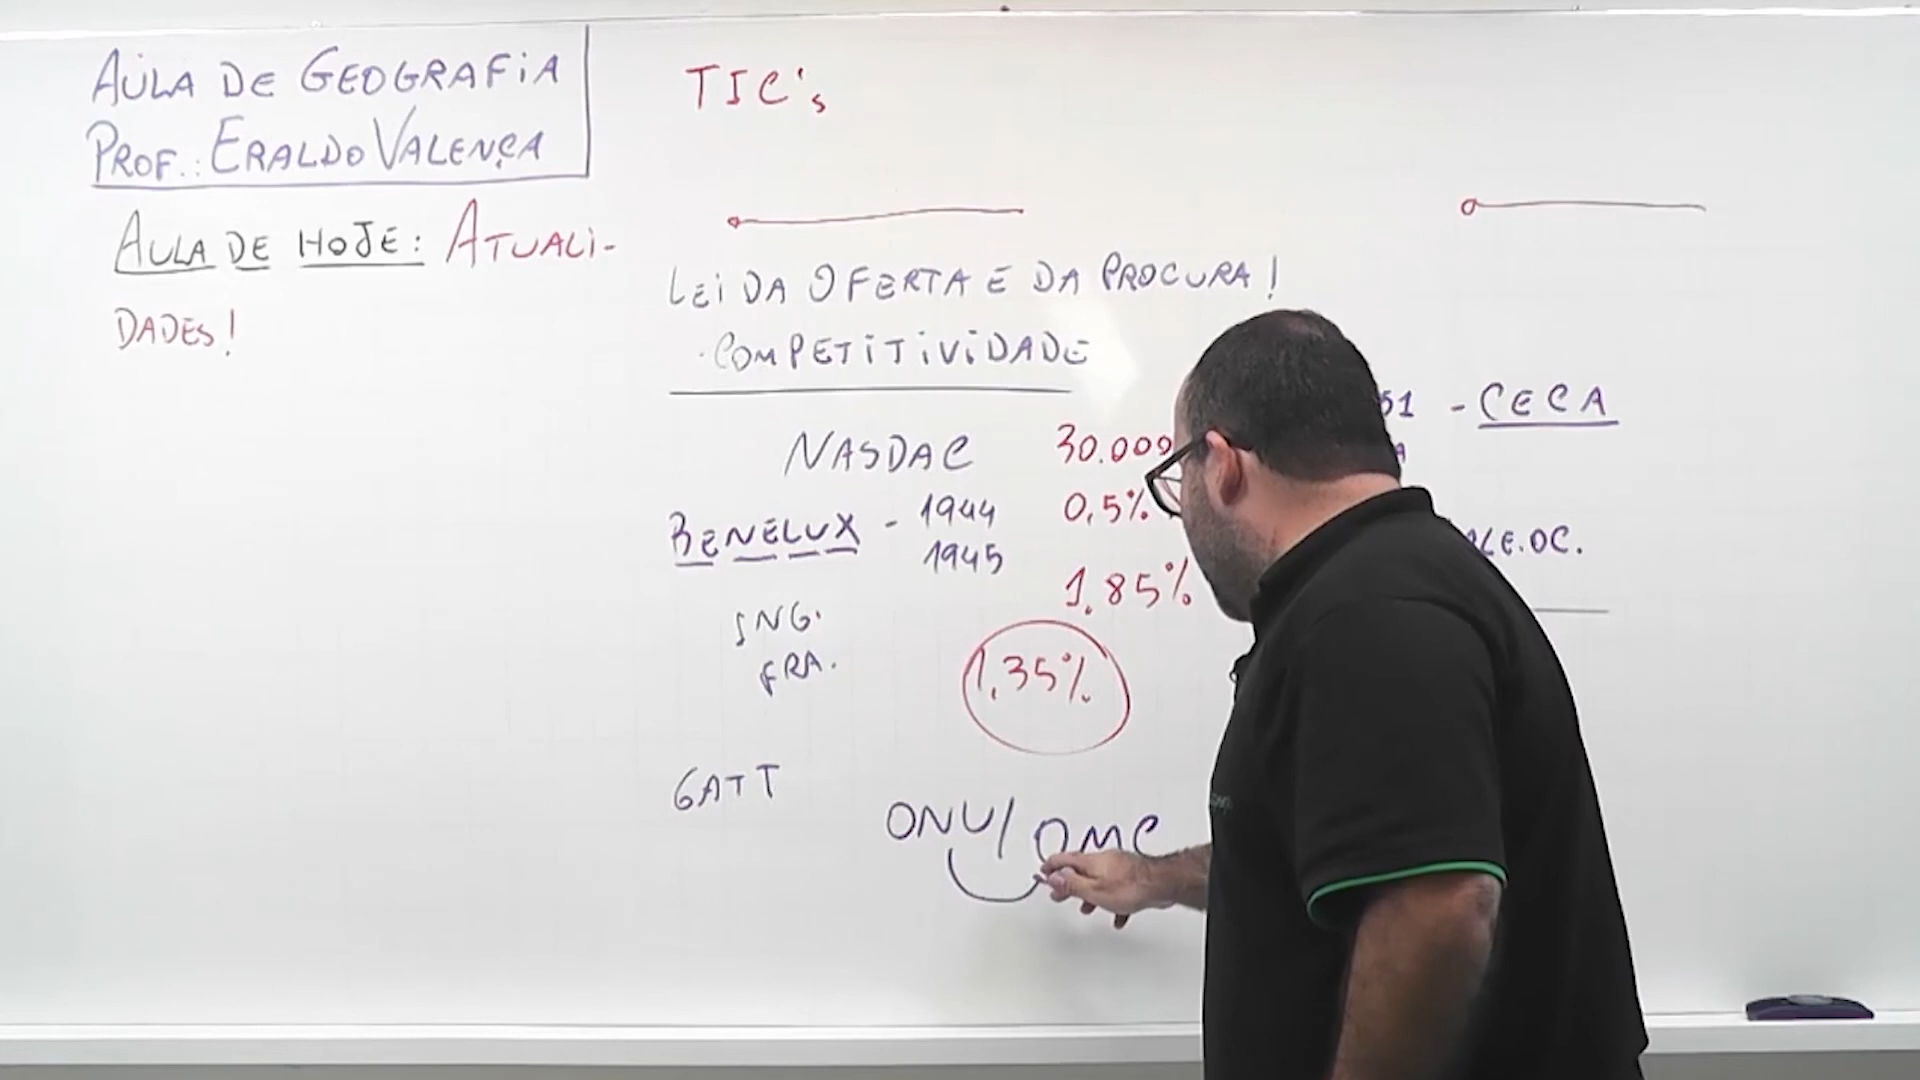 AULA DE GEOGRAFIA
PROF.: ERALDO VALENÇA
AULA DE HOJE: ATUALI-
DADES!
TIC's
LEI DA OFERTA E DA PROCURA!
· COMPETITIVIDADE
NASDAC 30.000
BENELUX - 1944 0,5%
1945
1,85%
ING.
FRA.
1,35%
GATT
ONU/OMC
51 - CECA
A
LE.OC.